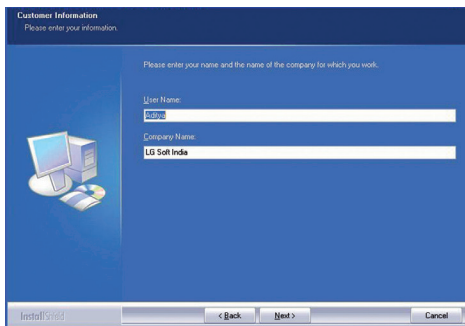 Customer Information
Please enter your information.
Please enter your name and the name of the company for which you work.
User Name:
Aditya
Company Name:
LG Soft India
InstallShield
< Back
Next >
Cancel